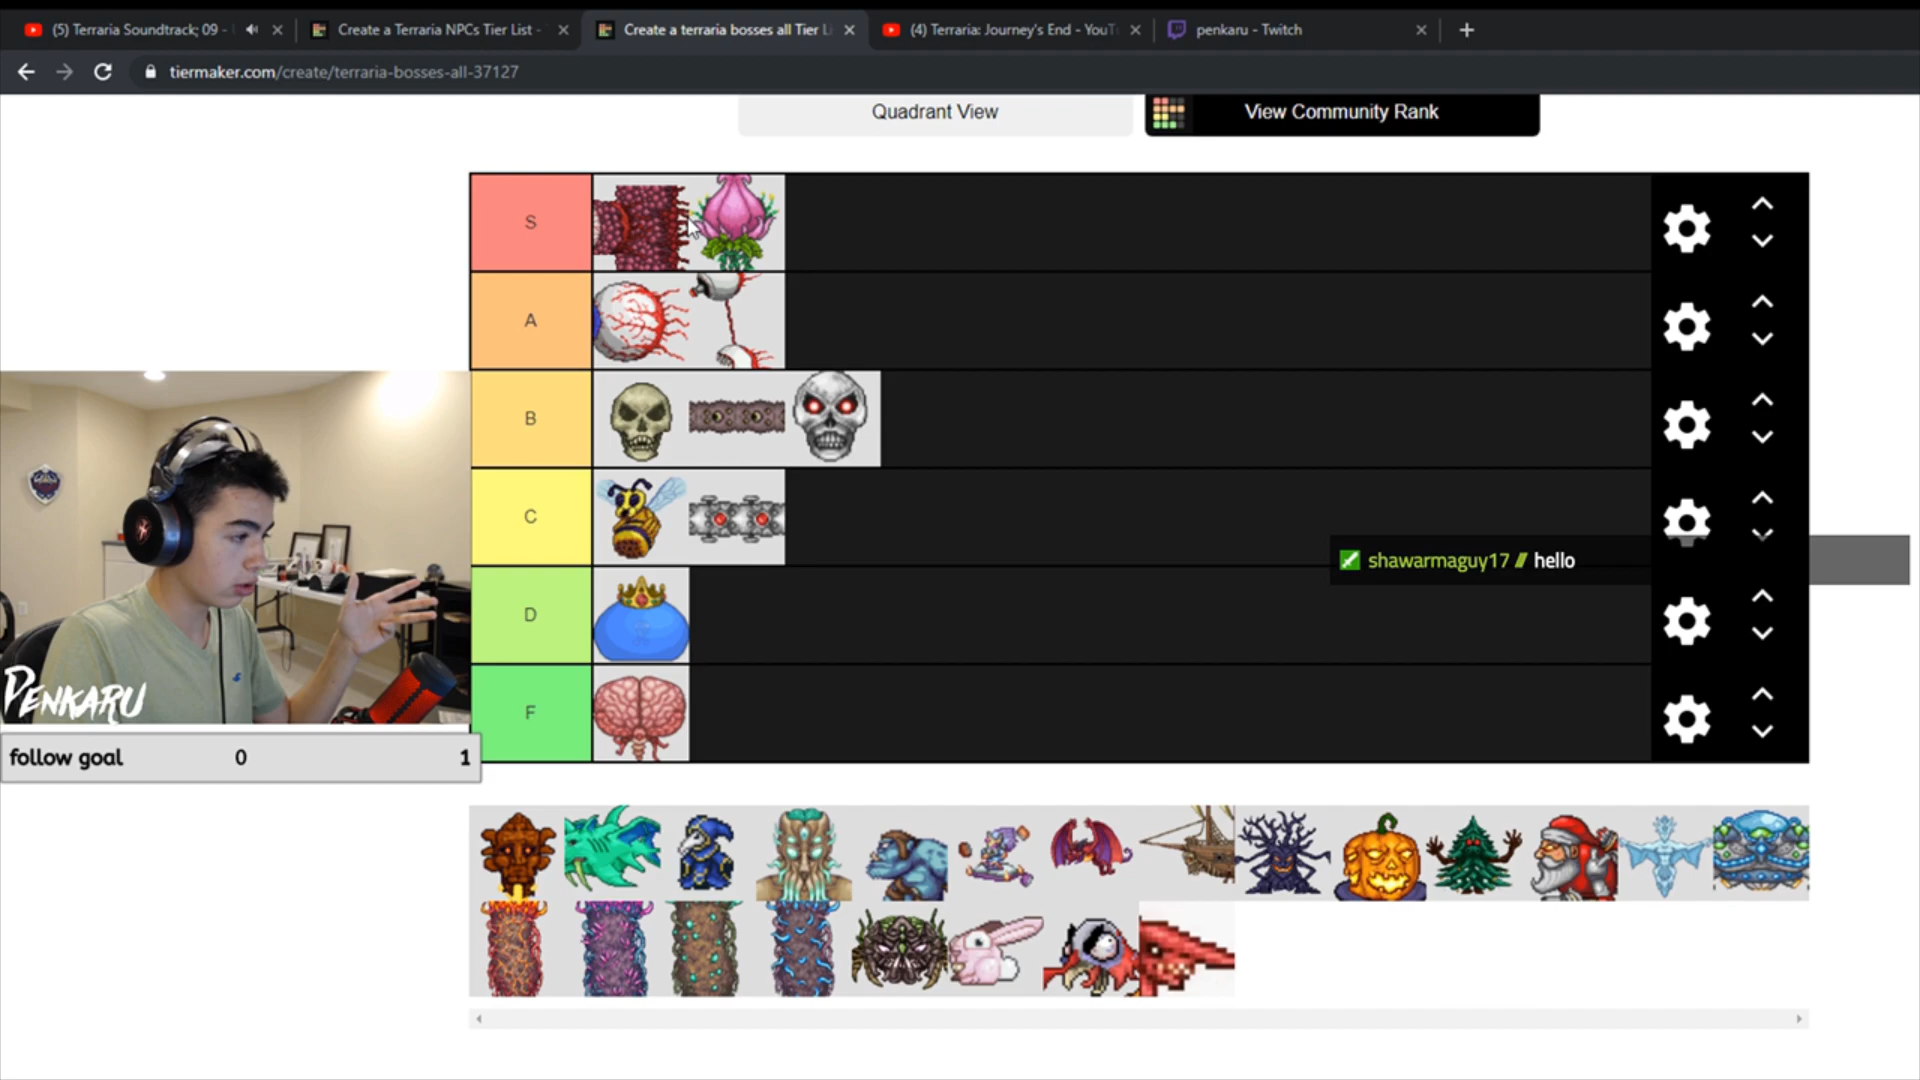 (5) Terraria Soundtrack; 09 -
Create a Terraria NPCs Tier List -
Create a terraria bosses all Tier Li
(4) Terraria: Journey's End - YouTu
penkaru - Twitch
tiermaker.com/create/terraria-bosses-all-37127
Quadrant View
View Community Rank
S
A
B
C
shawarmaguy17 // hello
D
F
PENKARU
follow goal 0 1